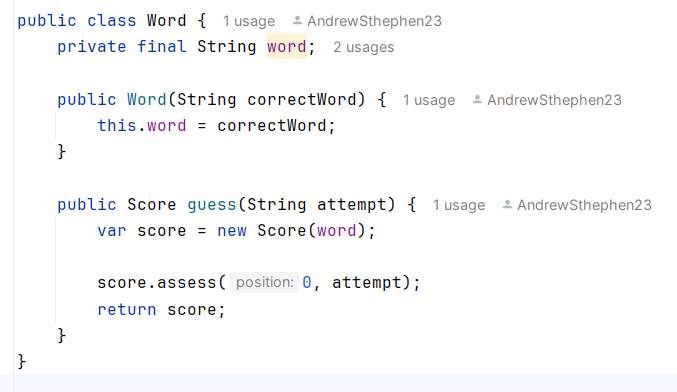 public class Word { 1 usage AndrewSthephen23
private final String word; 2 usages
public Word(String correctWord) { 1 usage AndrewSthephen23
this.word = correctWord;
}
public Score guess(String attempt) { 1 usage AndrewSthephen23
var score = new Score(word);
score.assess( position: 0, attempt);
return score;
}
}